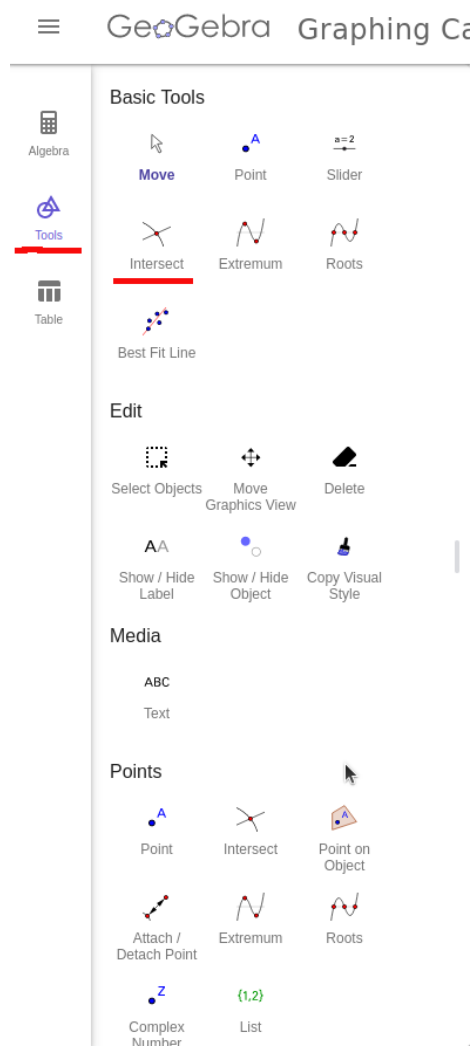 GeoGebra Graphing Ca
Basic Tools
Algebra
Move
A
Point
a=2
Slider
Tools
Intersect
Extremum
Roots
Table
Best Fit Line
Edit
Select Objects
Move
Graphics View
Delete
AA
Show / Hide
Label
Show / Hide
Object
Copy Visual
Style
Media
ABC
Text
Points
A
Point
Intersect
A
Point on
Object
Attach /
Detach Point
Extremum
Roots
Z
Complex
Number
{1,2}
List